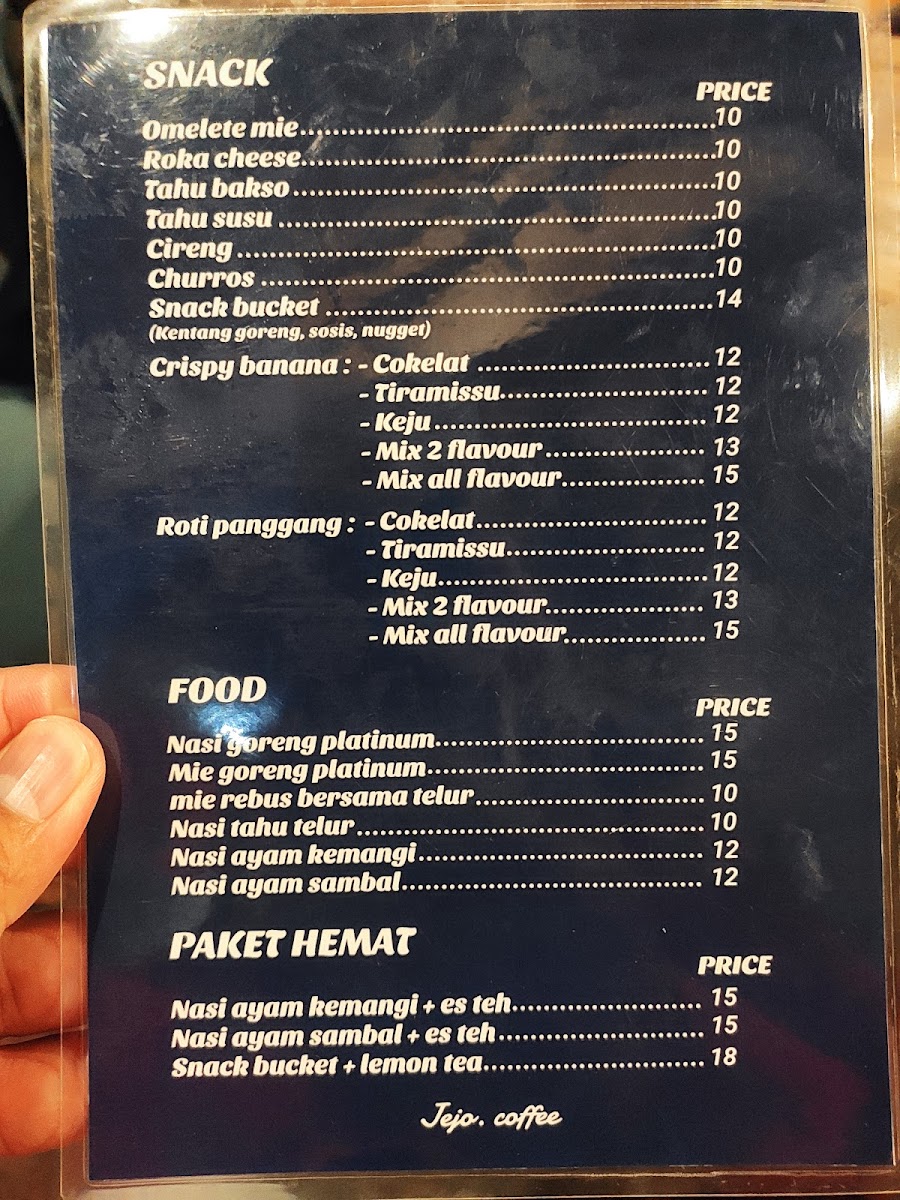 SNACK
PRICE
Omelete mie.......... 10
Roka cheese.......... 10
Tahu bakso.......... 10
Tahu susu.......... 10
Cireng.......... 10
Churros.......... 10
Snack bucket.......... 14
(Kentang goreng, sosis, nugget)
Crispy banana : - Cokelat.......... 12
- Tiramissu.......... 12
- Keju.......... 12
- Mix 2 flavour.......... 13
- Mix all flavour.......... 15
Roti panggang : - Cokelat.......... 12
- Tiramissu.......... 12
- Keju.......... 12
- Mix 2 flavour.......... 13
- Mix all flavour.......... 15
FOOD
PRICE
Nasi goreng platinum.......... 15
Mie goreng platinum.......... 15
mie rebus bersama telur.......... 10
Nasi tahu telur.......... 10
Nasi ayam kemangi.......... 12
Nasi ayam sambal.......... 12
PAKET HEMAT
PRICE
Nasi ayam kemangi + es teh.......... 15
Nasi ayam sambal + es teh.......... 15
Snack bucket + lemon tea.......... 18
Jejo. coffee